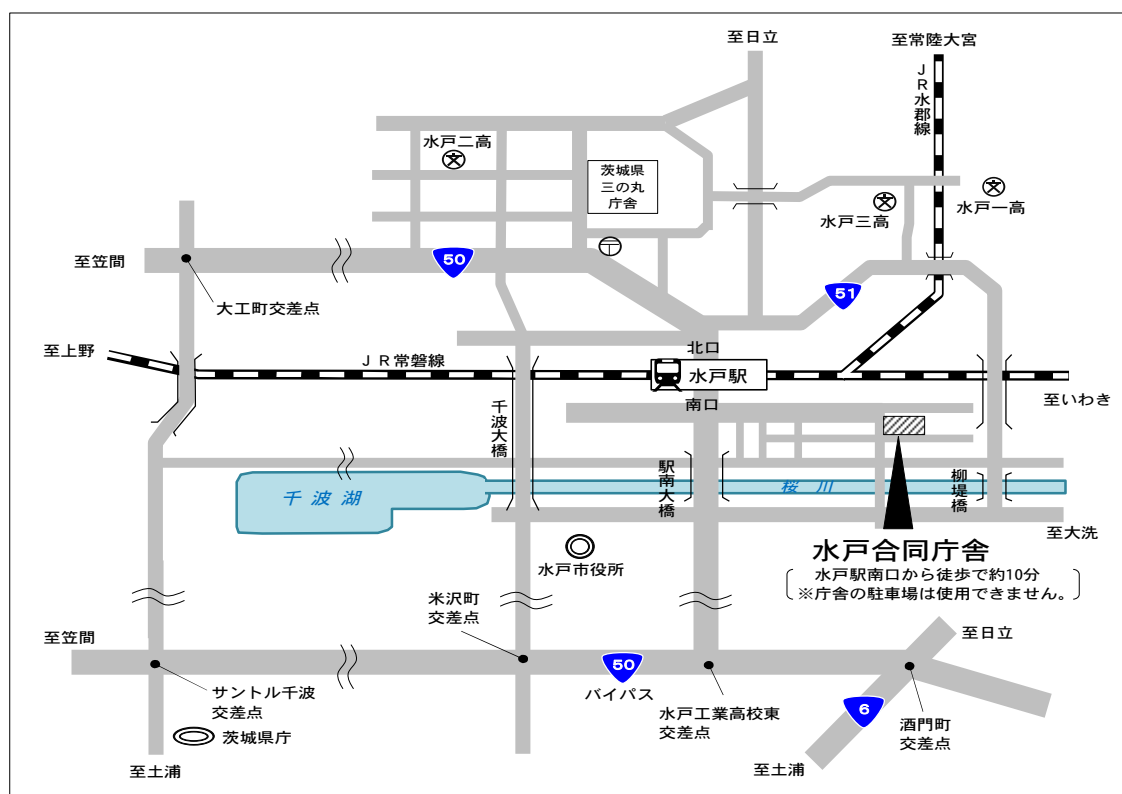 至日立
至常陸大宮
JR水郡線
水戸二高
茨城県
三の丸
庁舎
水戸三高
水戸一高
至笠間
50
51
大工町交差点
至上野
JR常磐線
北口
水戸駅
南口
至いわき
千波大橋
駅南大橋
柳堤橋
千波湖
桜川
至大洗
水戸市役所
水戸合同庁舎
水戸駅南口から徒歩で約10分
※庁舎の駐車場は使用できません。
米沢町
交差点
至笠間
至日立
50
バイパス
サントル千波
交差点
水戸工業高校東
交差点
6
酒門町
交差点
茨城県庁
至土浦
至土浦